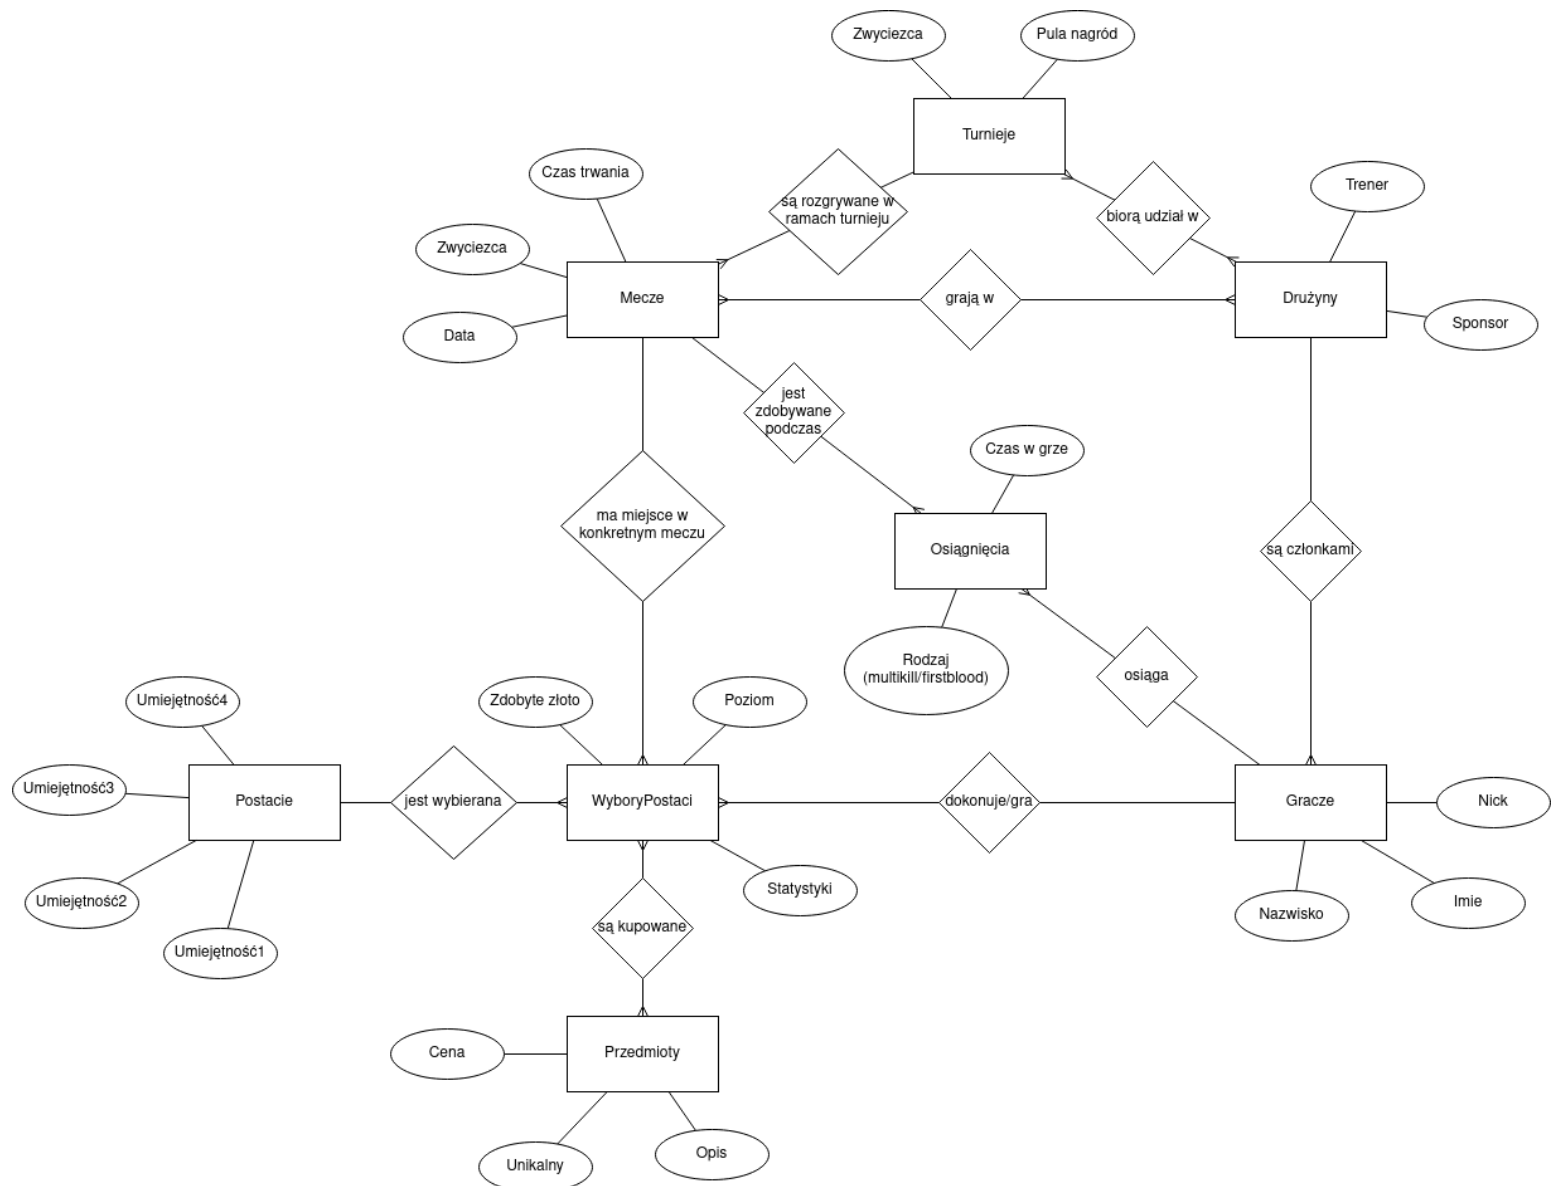 Zwyciezca
Pula nagród
Turnieje
Czas trwania
są rozgrywane w
ramach turnieju
biorą udział w
Trener
Zwyciezca
Mecze
grają w
Drużyny
Data
Sponsor
jest
zdobywane
podczas
Czas w grze
ma miejsce w
konkretnym meczu
Osiągnięcia
są członkami
Rodzaj
(multikill/firstblood)
osiąga
Umiejętność4
Zdobyte złoto
Poziom
Umiejętność3
Postacie
jest wybierana
WyboryPostaci
dokonuje/gra
Gracze
Nick
Umiejętność2
Statystyki
Imie
Nazwisko
są kupowane
Umiejętność1
Cena
Przedmioty
Unikalny
Opis